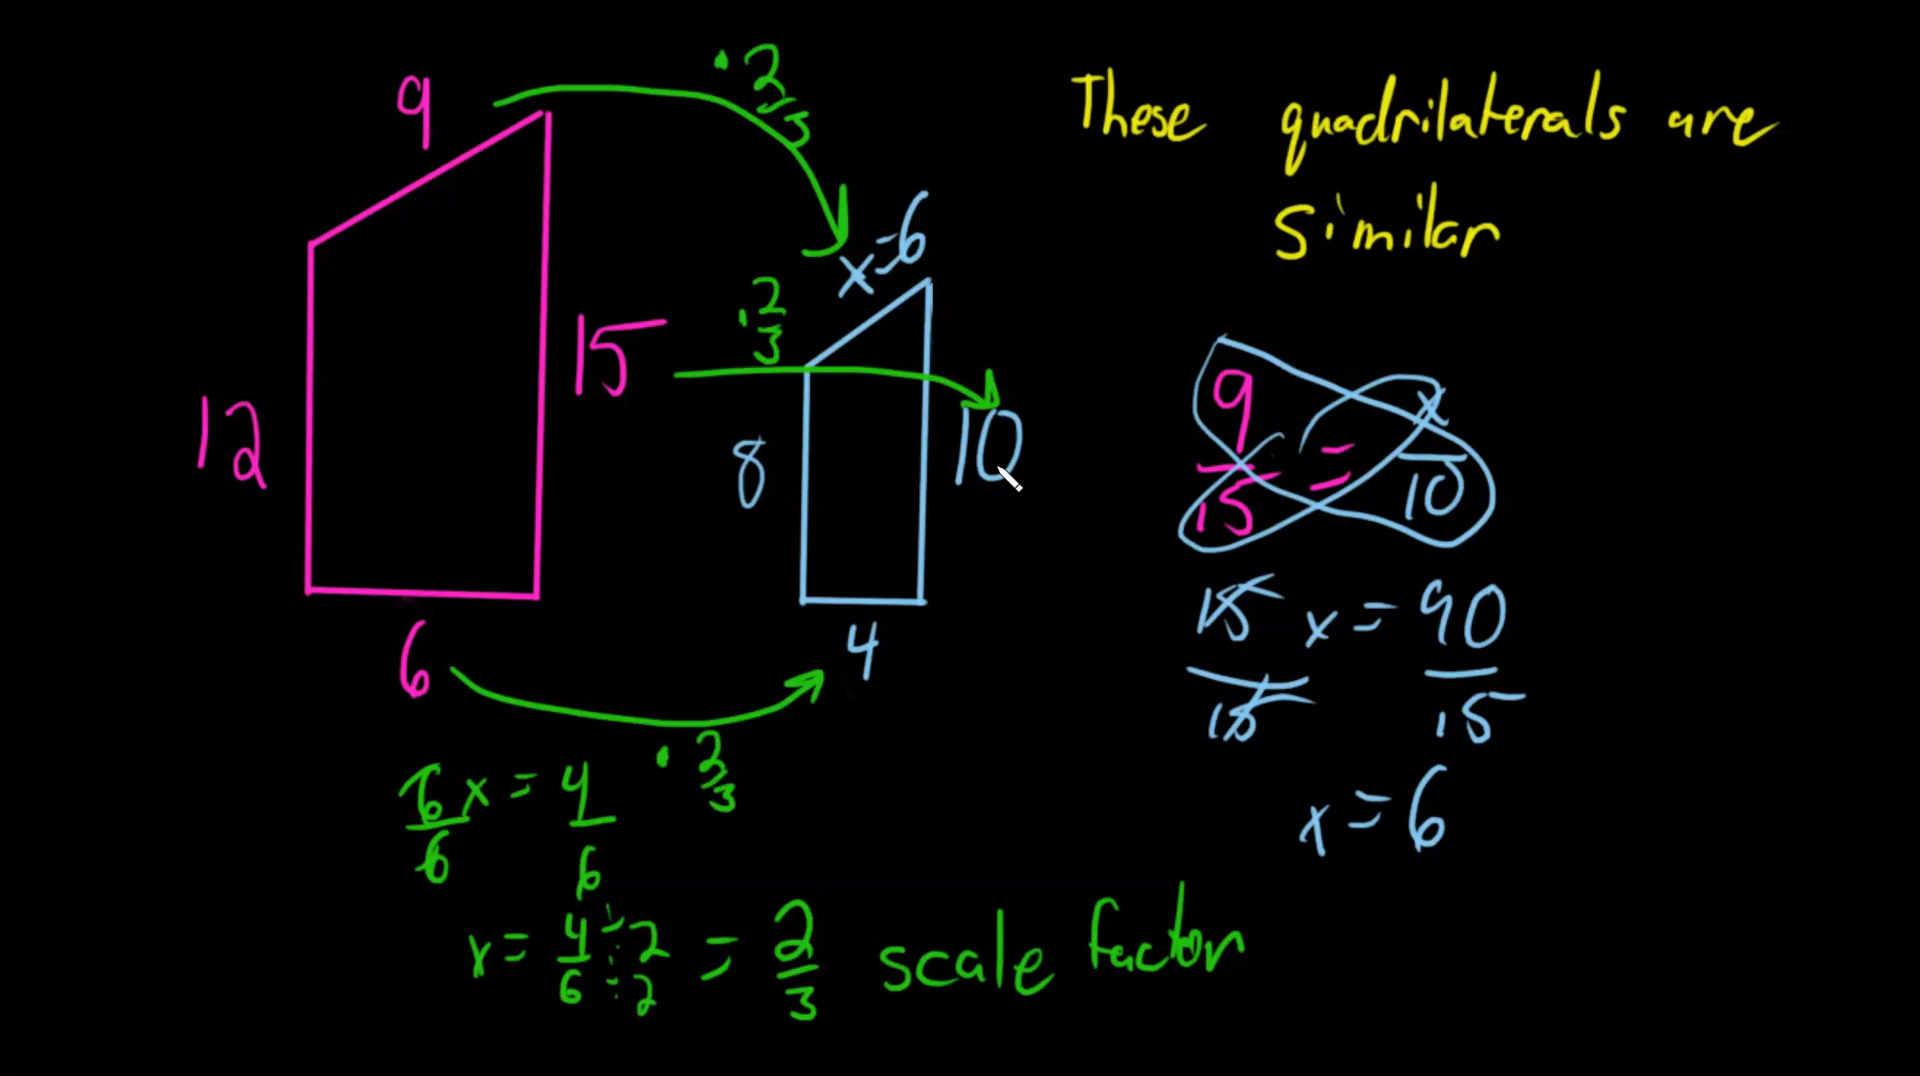 These quadrilaterals are
similar
9
12
15
6
· 2/3
x=6
· 2/3
8
10
4
· 2/3
9/15 = x/10
15x/15 = 90/15
x = 6
6x/6 = 4/6
x = 4÷2/6÷2 = 2/3 scale factor